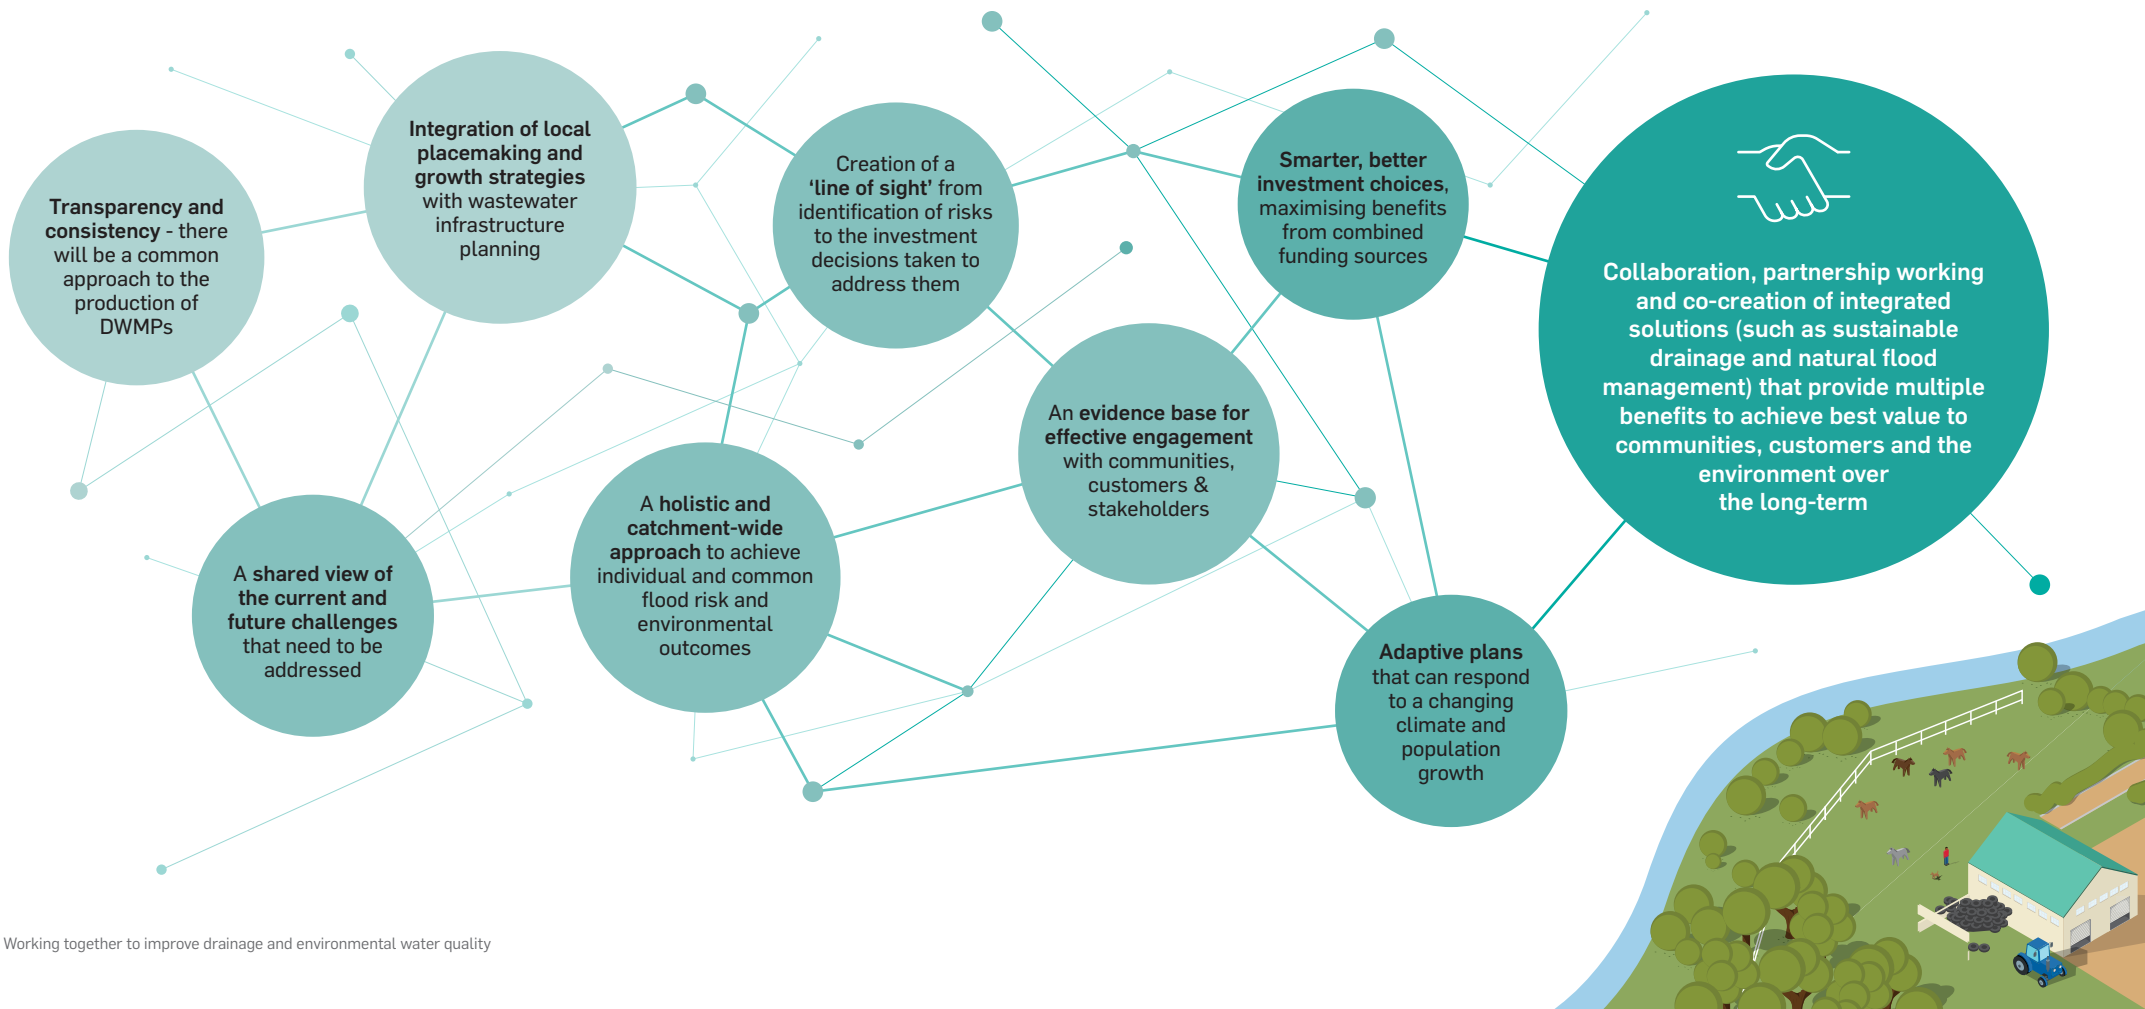 Transparency and
consistency - there
will be a common
approach to the
production of
DWMPs
Integration of local
placemaking and
growth strategies
with wastewater
infrastructure
planning
A shared view of
the current and
future challenges
that need to be
addressed
Creation of a
‘line of sight’ from
identification of risks
to the investment
decisions taken to
address them
A holistic and
catchment-wide
approach to achieve
individual and common
flood risk and
environmental
outcomes
An evidence base for
effective engagement
with communities,
customers &
stakeholders
Smarter, better
investment choices,
maximising benefits
from combined
funding sources
Adaptive plans
that can respond
to a changing
climate and
population
growth
Collaboration, partnership working
and co-creation of integrated
solutions (such as sustainable
drainage and natural flood
management) that provide multiple
benefits to achieve best value to
communities, customers and the
environment over
the long-term
Working together to improve drainage and environmental water quality